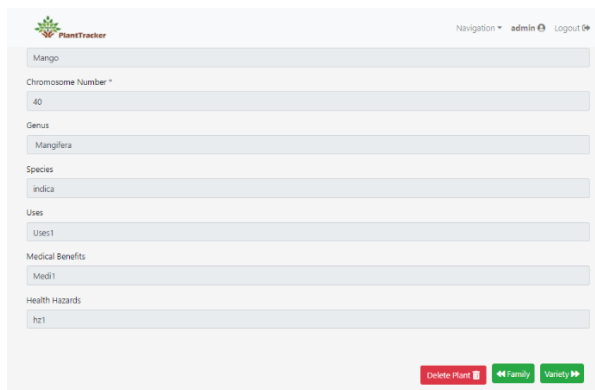 PlantTracker
Navigation admin Logout
Mango
Chromosome Number *
40
Genus
Mangifera
Species
indica
Uses
Uses1
Medical Benefits
Medi1
Health Hazards
hz1
Delete Plant Family Variety